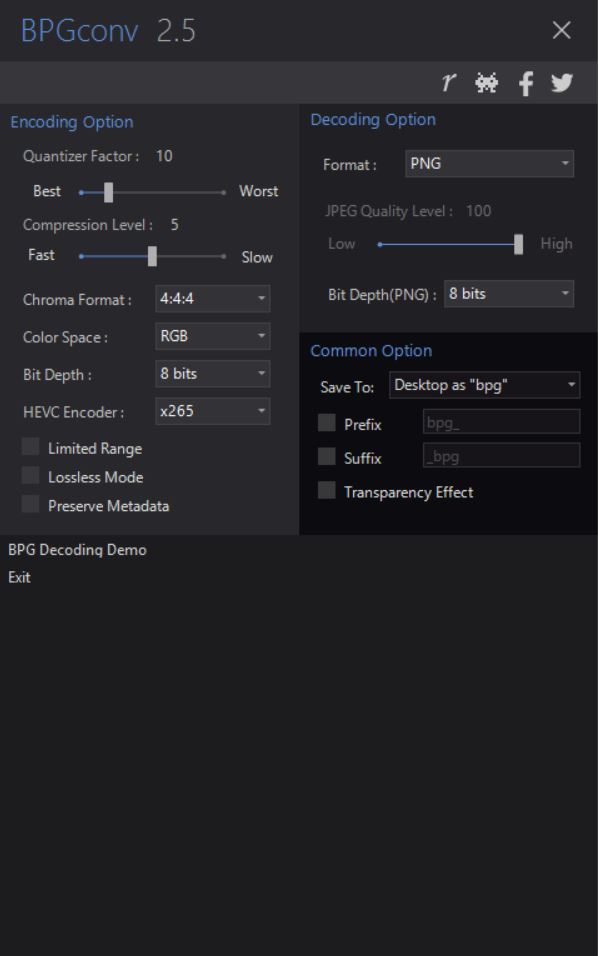 BPGconv 2.5
Encoding Option
Quantizer Factor : 10
Best Worst
Compression Level : 5
Fast Slow
Chroma Format : 4:4:4
Color Space : RGB
Bit Depth : 8 bits
HEVC Encoder : x265
Limited Range
Lossless Mode
Preserve Metadata
Decoding Option
Format : PNG
JPEG Quality Level : 100
Low High
Bit Depth(PNG) : 8 bits
Common Option
Save To: Desktop as "bpg"
Prefix bpg_
Suffix _bpg
Transparency Effect
BPG Decoding Demo
Exit